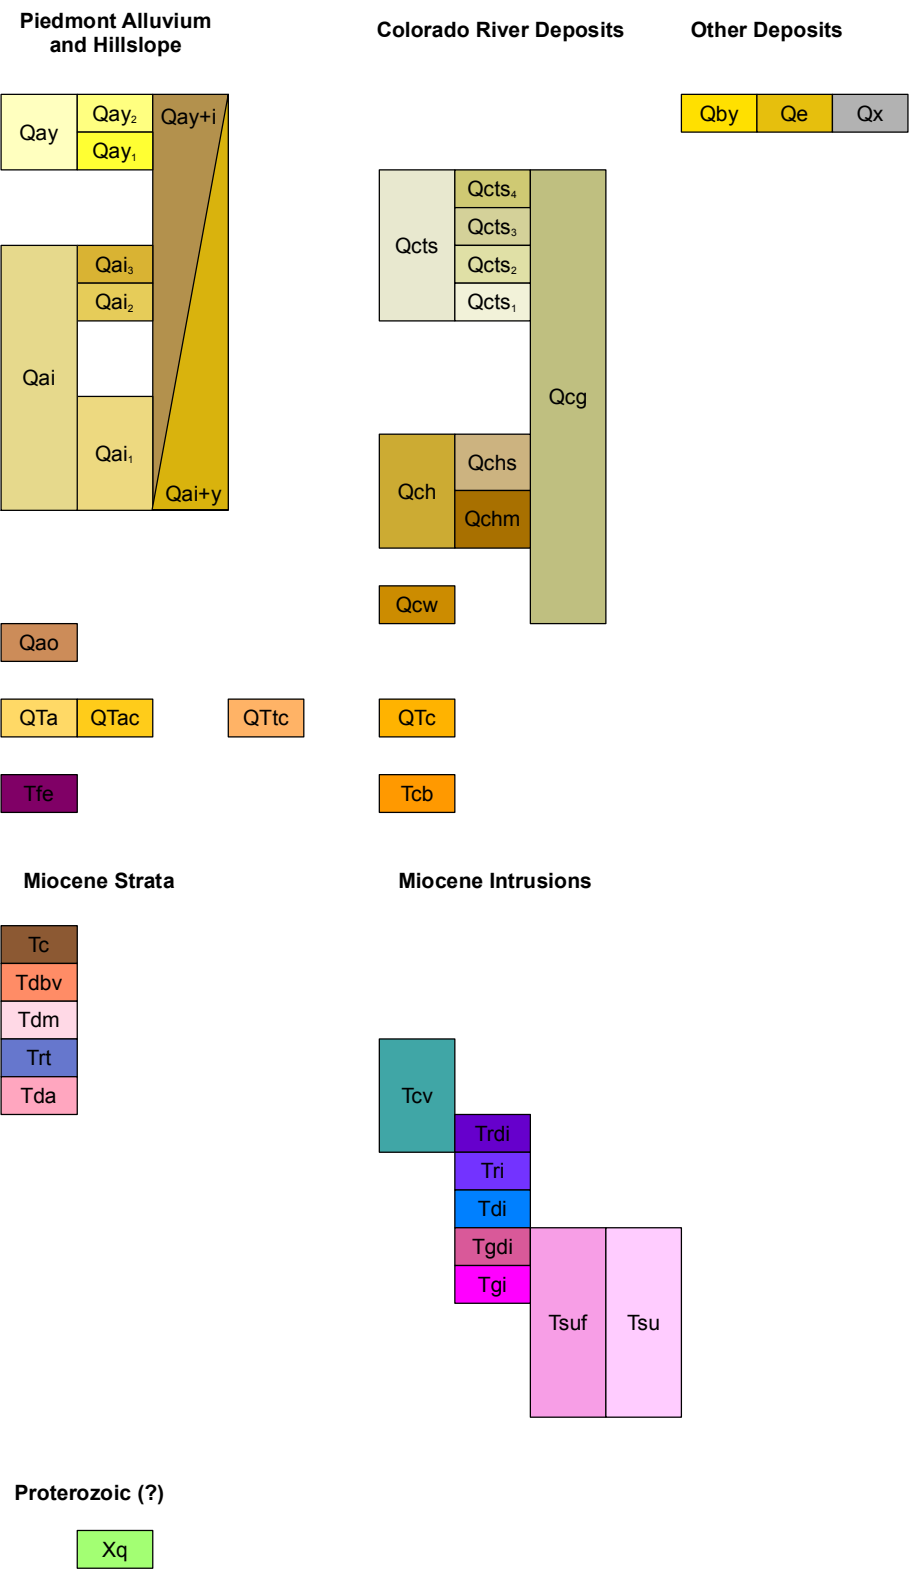 Piedmont Alluvium
and Hillslope
Colorado River Deposits
Other Deposits
Qay
Qay₂
Qay₁
Qay+i
Qai+y
Qby
Qe
Qx
Qai
Qai₃
Qai₂
Qai₁
Qcts
Qcts₄
Qcts₃
Qcts₂
Qcts₁
Qcg
Qch
Qchs
Qchm
Qcw
Qao
QTa
QTac
QTtc
QTc
Tfe
Tcb
Miocene Strata
Miocene Intrusions
Tc
Tdbv
Tdm
Trt
Tda
Tcv
Trdi
Tri
Tdi
Tgdi
Tgi
Tsuf
Tsu
Proterozoic (?)
Xq